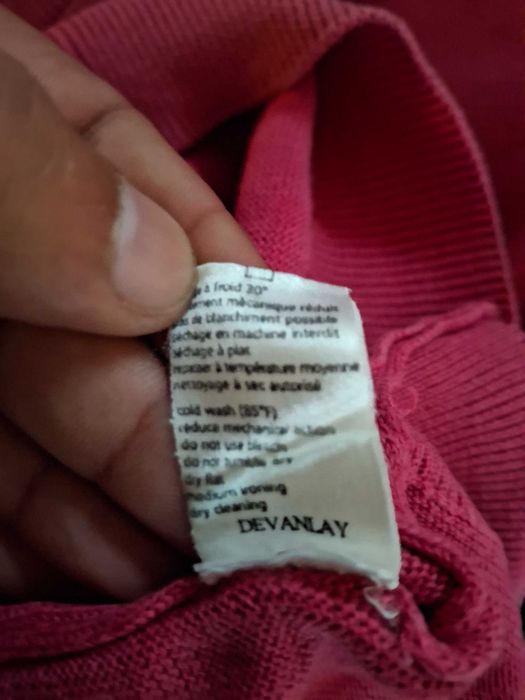 à froid 30°
mécanique réduit
de blanchiment possible
séchage en machine interdit
séchage à plat
repasser à température moyenne
nettoyage à sec autorisé
cold wash (85°F)
reduce mechanical action
do not use bleach
do not tumble dry
dry flat
medium ironing
dry cleaning
DEVANLAY